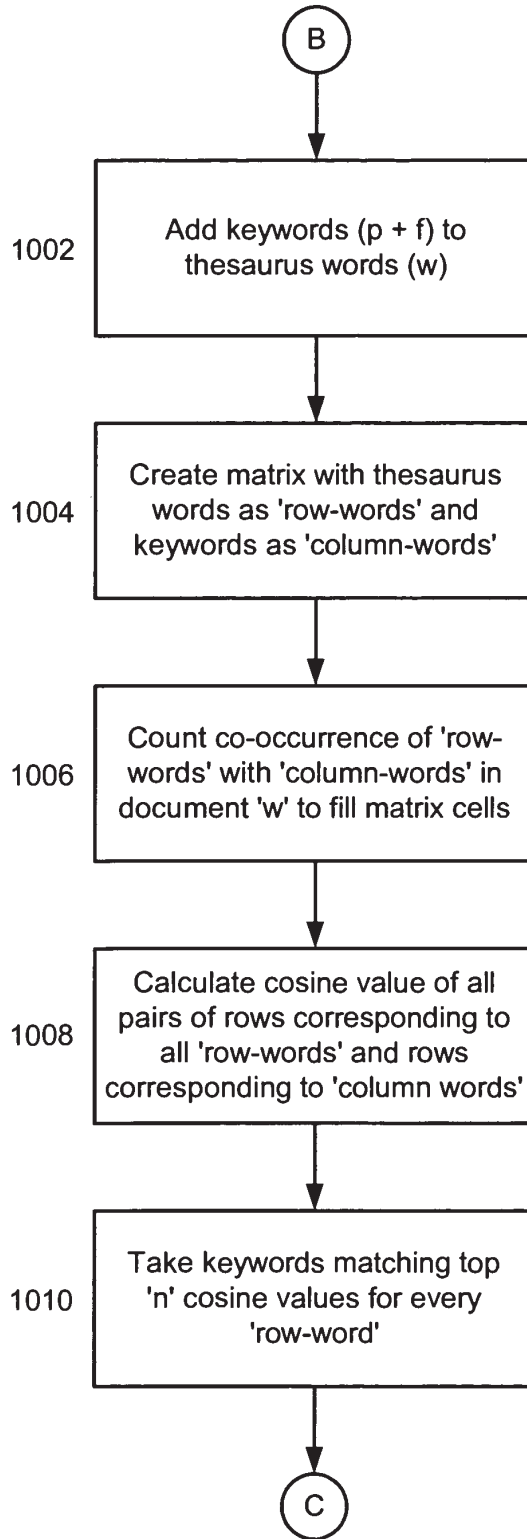 B
1002
Add keywords (p + f) to
thesaurus words (w)
1004
Create matrix with thesaurus
words as 'row-words' and
keywords as 'column-words'
1006
Count co-occurrence of 'row-
words' with 'column-words' in
document 'w' to fill matrix cells
1008
Calculate cosine value of all
pairs of rows corresponding to
all 'row-words' and rows
corresponding to 'column words'
1010
Take keywords matching top
'n' cosine values for every
'row-word'
C